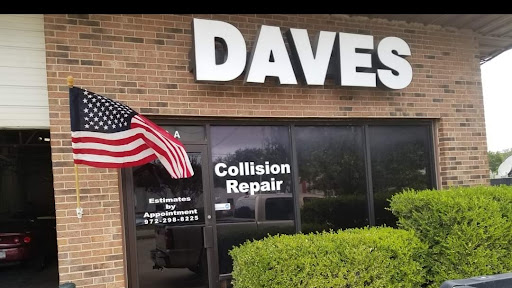 DAVES
A
Collision
Repair
Estimates
by
Appointment
972-298-8225